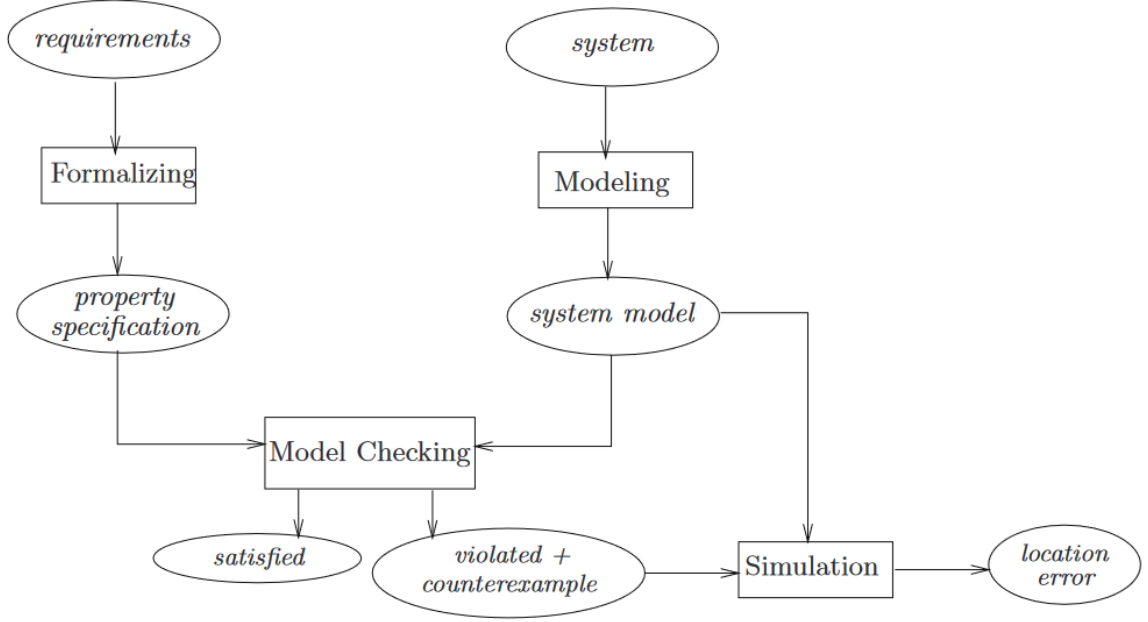 requirements
system
Formalizing
Modeling
property
specification
system model
Model Checking
satisfied
violated +
counterexample
Simulation
location
error